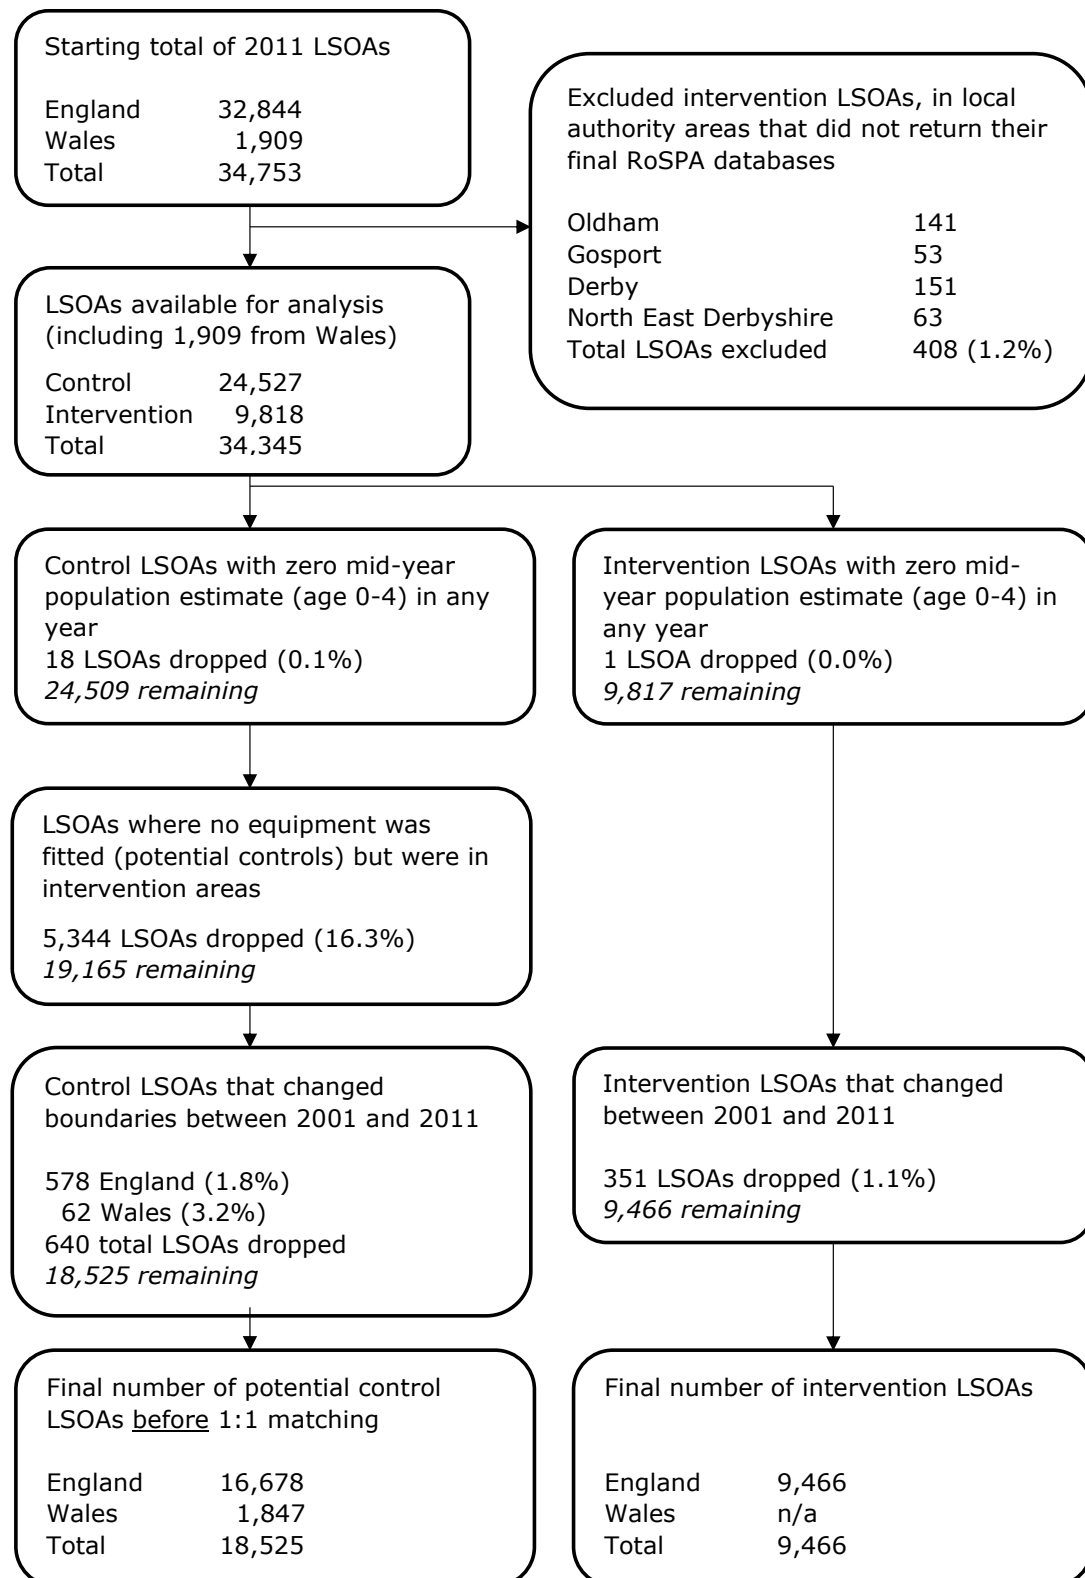 Starting total of 2011 LSOAs
England 32,844
Wales 1,909
Total 34,753
Excluded intervention LSOAs, in local
authority areas that did not return their
final RoSPA databases
Oldham 141
Gosport 53
Derby 151
North East Derbyshire 63
Total LSOAs excluded 408 (1.2%)
LSOAs available for analysis
(including 1,909 from Wales)
Control 24,527
Intervention 9,818
Total 34,345
Control LSOAs with zero mid-year
population estimate (age 0-4) in any
year
18 LSOAs dropped (0.1%)
24,509 remaining
Intervention LSOAs with zero mid-
year population estimate (age 0-4) in
any year
1 LSOA dropped (0.0%)
9,817 remaining
LSOAs where no equipment was
fitted (potential controls) but were in
intervention areas
5,344 LSOAs dropped (16.3%)
19,165 remaining
Control LSOAs that changed
boundaries between 2001 and 2011
578 England (1.8%)
62 Wales (3.2%)
640 total LSOAs dropped
18,525 remaining
Intervention LSOAs that changed
between 2001 and 2011
351 LSOAs dropped (1.1%)
9,466 remaining
Final number of potential control
LSOAs before 1:1 matching
England 16,678
Wales 1,847
Total 18,525
Final number of intervention LSOAs
England 9,466
Wales n/a
Total 9,466